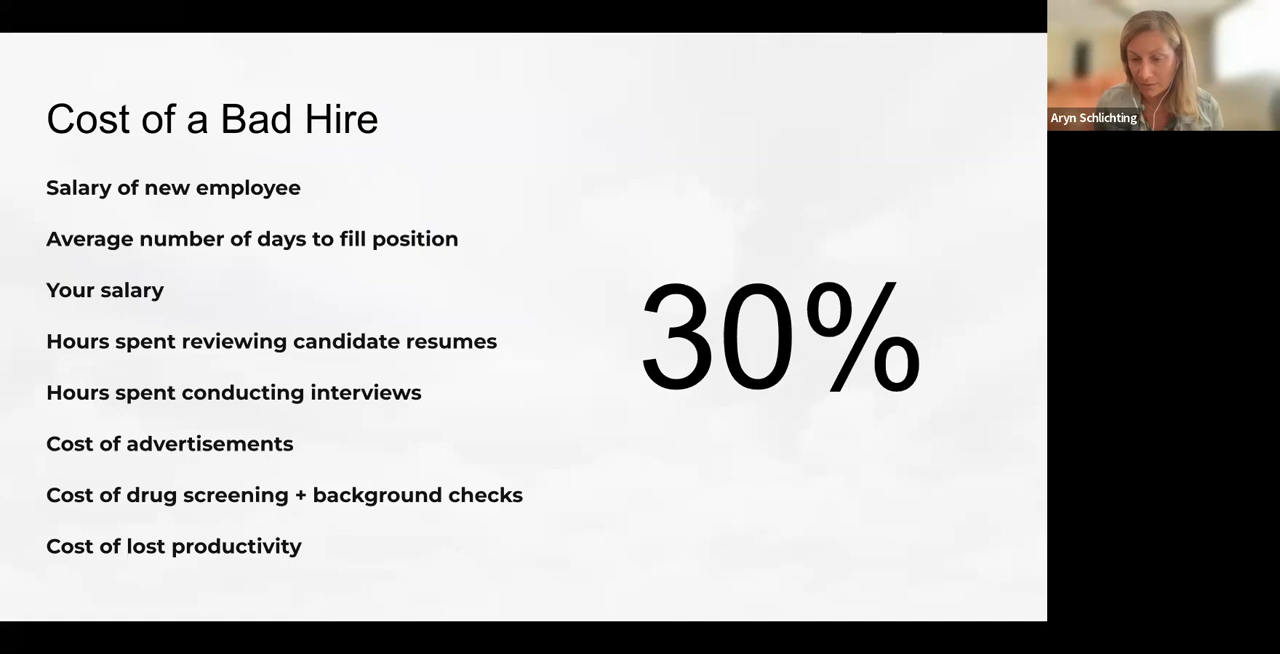 Cost of a Bad Hire
Salary of new employee
Average number of days to fill position
Your salary
Hours spent reviewing candidate resumes
Hours spent conducting interviews
Cost of advertisements
Cost of drug screening + background checks
Cost of lost productivity
30%
Aryn Schlichting